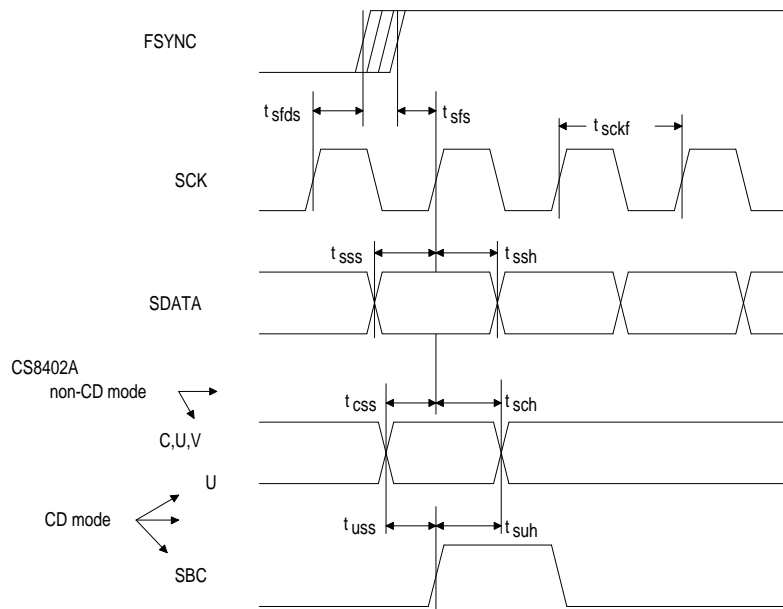 FSYNC
t sfds
t sfs
t sckf
SCK
t sss
t ssh
SDATA
CS8402A
non-CD mode
t css
t sch
C,U,V
U
CD mode
t uss
t suh
SBC